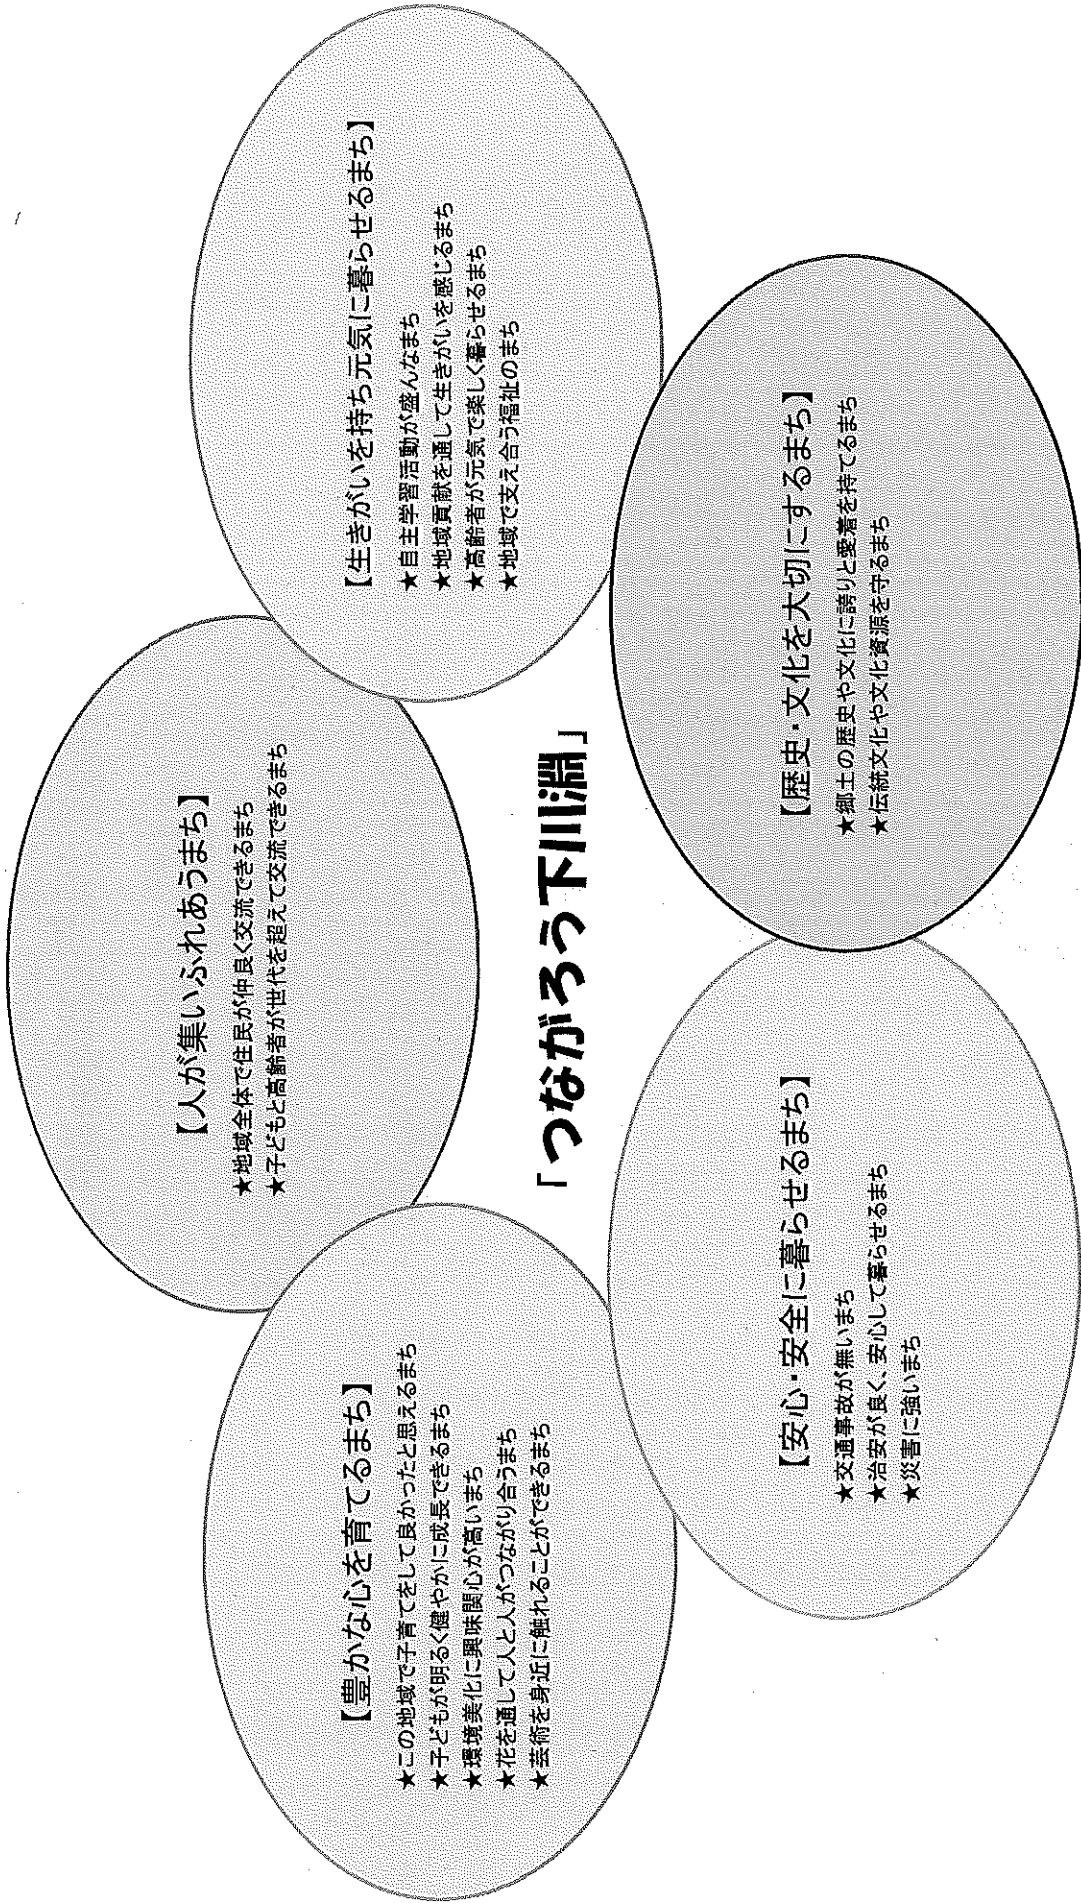 【人が集いふれあうまち】
★地域全体で住民が仲良く交流できるまち
★子どもと高齢者が世代を超えて交流できるまち
【豊かな心を育てるまち】
★この地域で子育てをして良かったと思えるまち
★子どもが明るく健やかに成長できるまち
★環境美化に興味関心が高いまち
★花を通して人と人がつながり合うまち
★芸術を身近に触れることができるまち
【生きがいを持ち元気に暮らせるまち】
★自主学習活動が盛んなまち
★地域貢献を通して生きがいを感じるまち
★高齢者が元気で楽しく暮らせるまち
★地域で支え合う福祉のまち
「つながろう下川淵」
【安心・安全に暮らせるまち】
★交通事故が無いまち
★治安が良く、安心して暮らせるまち
★災害に強いまち
【歴史・文化を大切にするまち】
★郷土の歴史や文化に誇りと愛着を持てるまち
★伝統文化や文化資源を守るまち